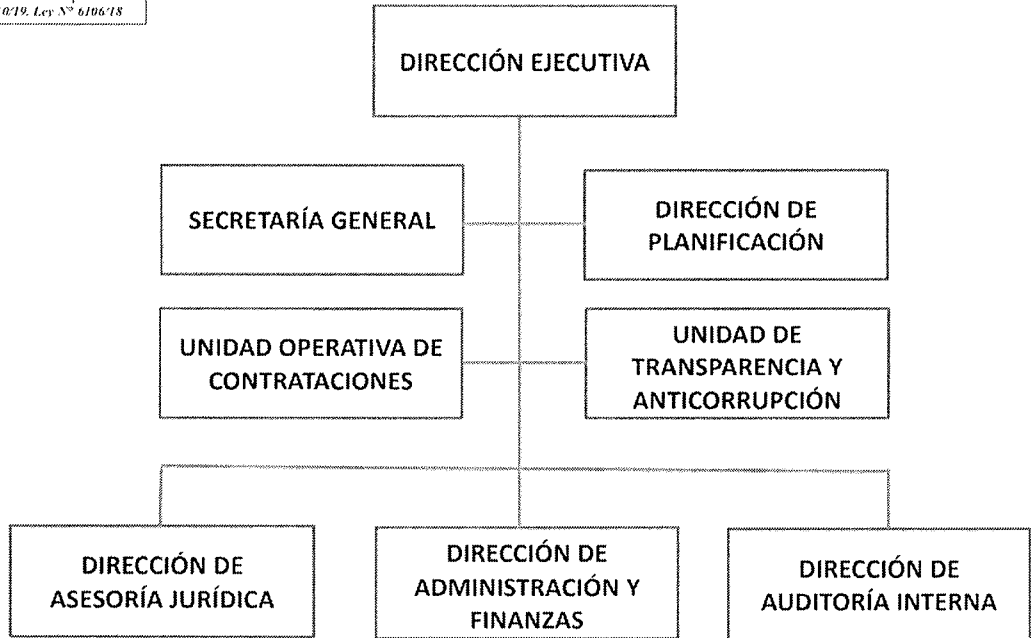 0/19. Ley Nº 6106/18
DIRECCIÓN EJECUTIVA
SECRETARÍA GENERAL
DIRECCIÓN DE
PLANIFICACIÓN
UNIDAD OPERATIVA DE
CONTRATACIONES
UNIDAD DE
TRANSPARENCIA Y
ANTICORRUPCIÓN
DIRECCIÓN DE
ASESORÍA JURÍDICA
DIRECCIÓN DE
ADMINISTRACIÓN Y
FINANZAS
DIRECCIÓN DE
AUDITORÍA INTERNA